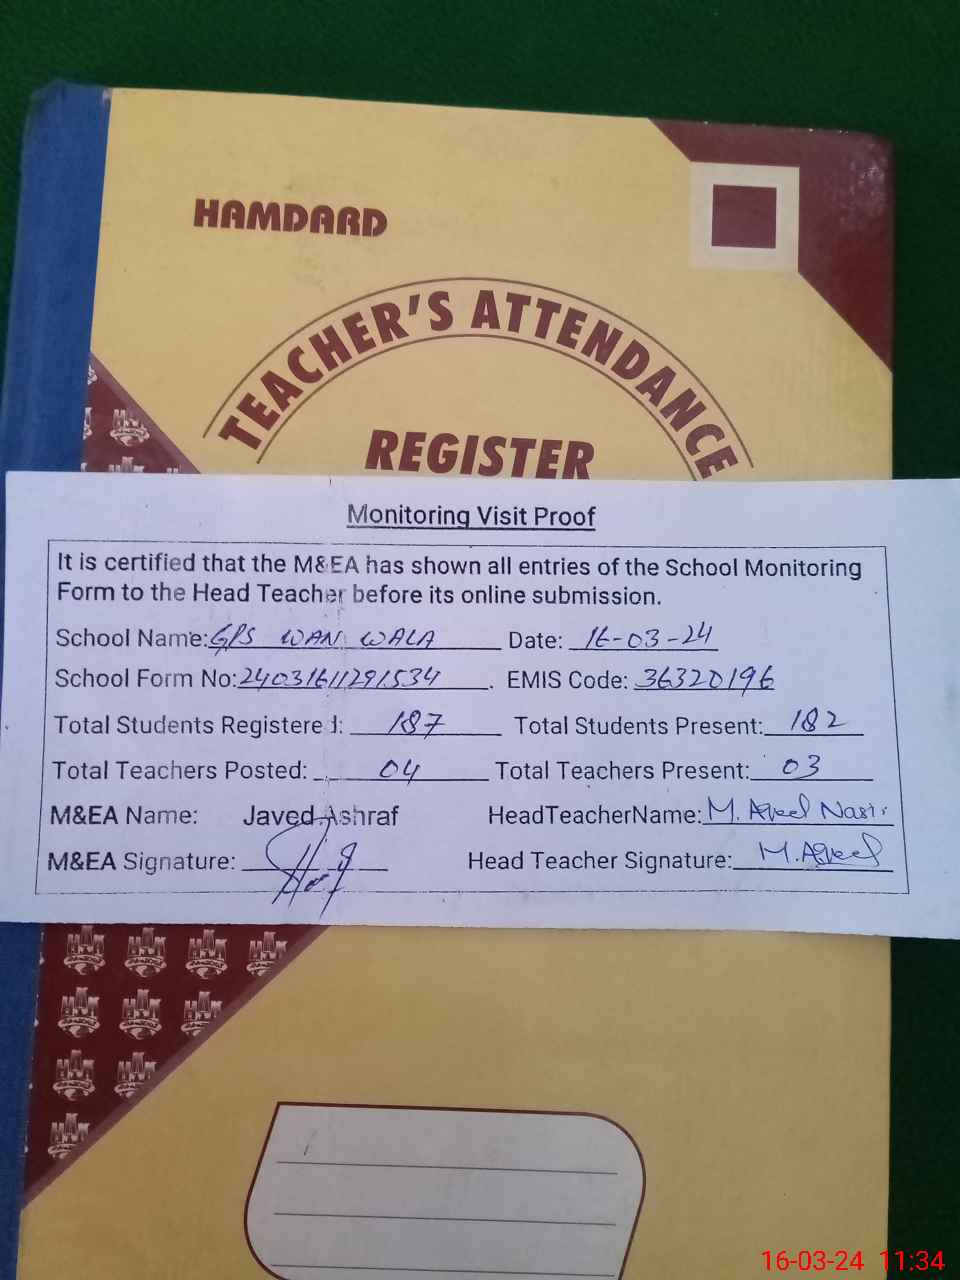 HAMDARD
TEACHER'S ATTENDANCE
REGISTER
Monitoring Visit Proof
It is certified that the M&EA has shown all entries of the School Monitoring
Form to the Head Teacher before its online submission.
School Name: GPS WAN WALA Date: 16-03-24
School Form No: 24031611291534. EMIS Code: 36320196
Total Students Registered: 187 Total Students Present: 182
Total Teachers Posted: 04 Total Teachers Present: 03
M&EA Name: Javed Ashraf HeadTeacherName: M. Aqeel Nasir
M&EA Signature: Head Teacher Signature: M. Aqeel
16-03-24 11:34